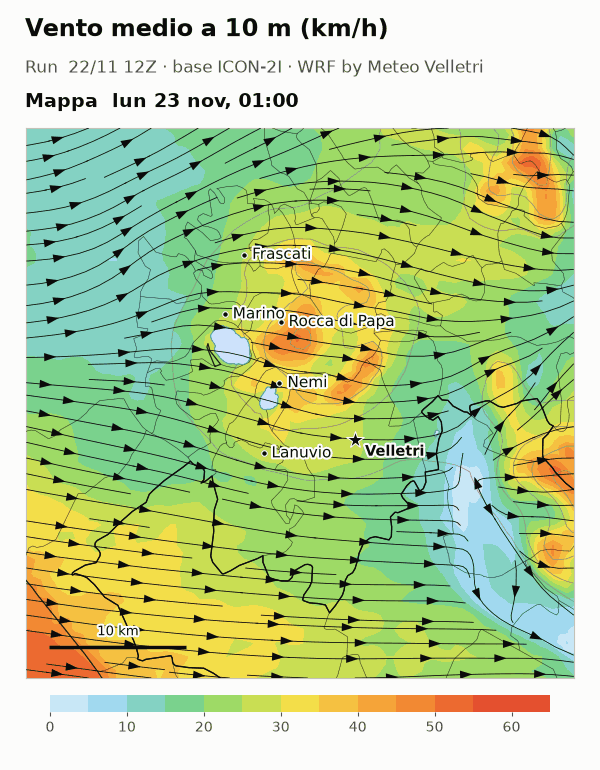 Vento medio a 10 m (km/h)
Run  22/11 12Z · base ICON-2I · WRF by Meteo Velletri
Mappa  lun 23 nov, 01:00
Frascati
Marino
Rocca di Papa
Nemi
Velletri
Lanuvio
10 km
0 10 20 30 40 50 60